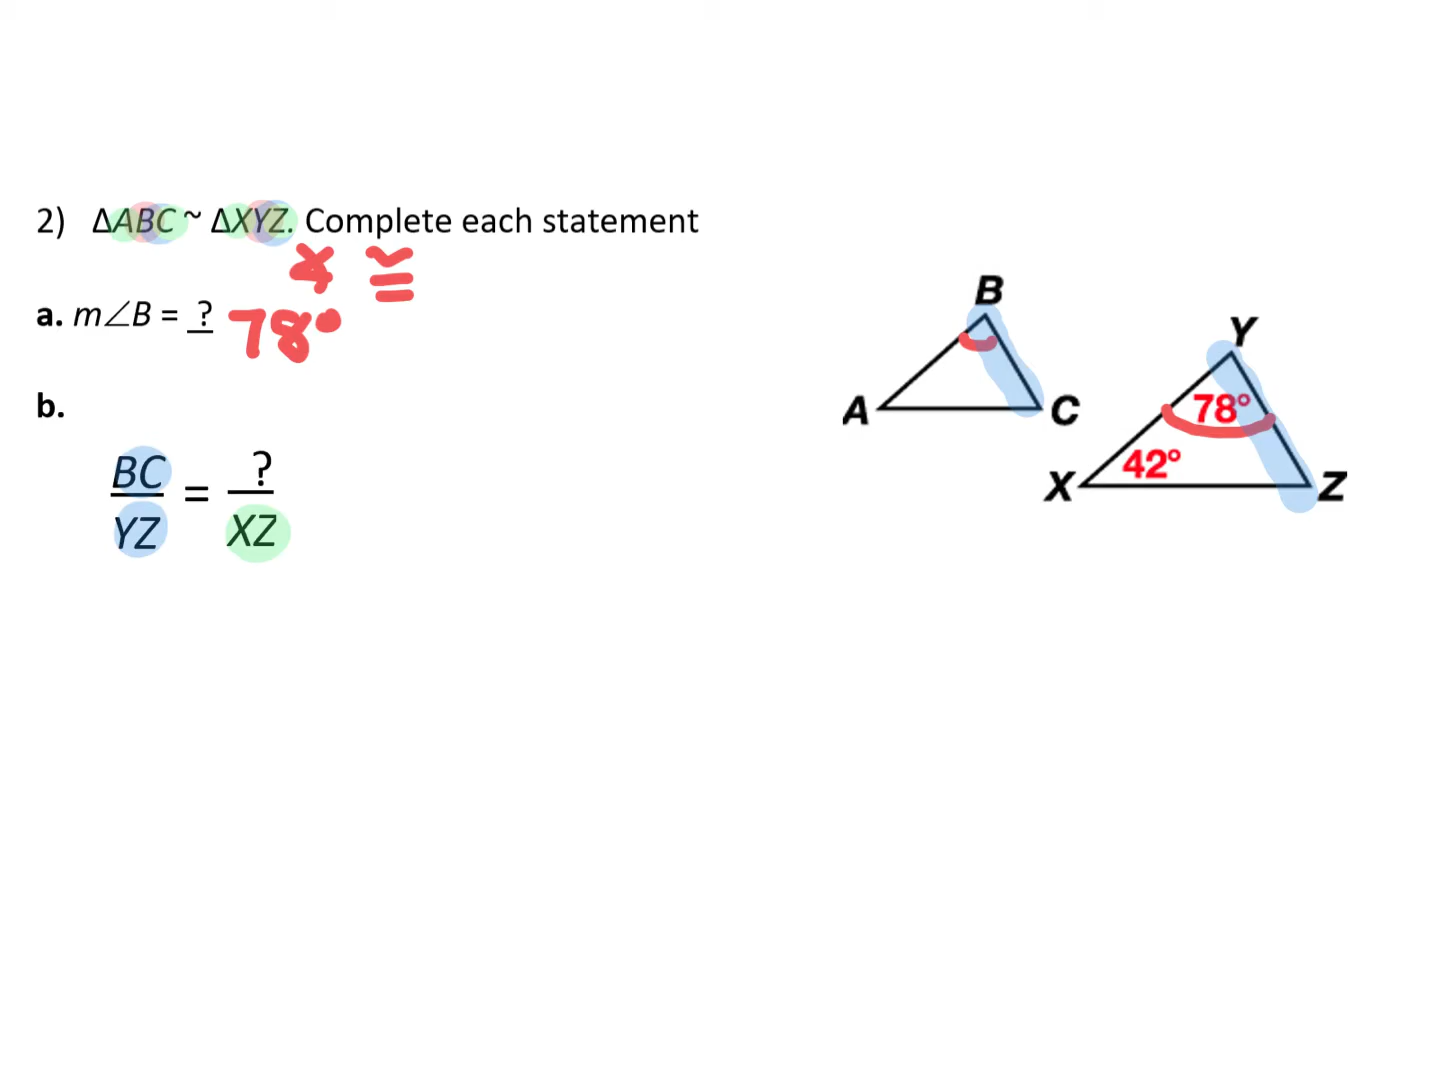 2) ΔABC ~ ΔXYZ. Complete each statement
∡ ≅
a. m∠B = ? 78°
b.
BC
YZ
=
?
XZ
B
A
C
Y
78°
42°
X
Z